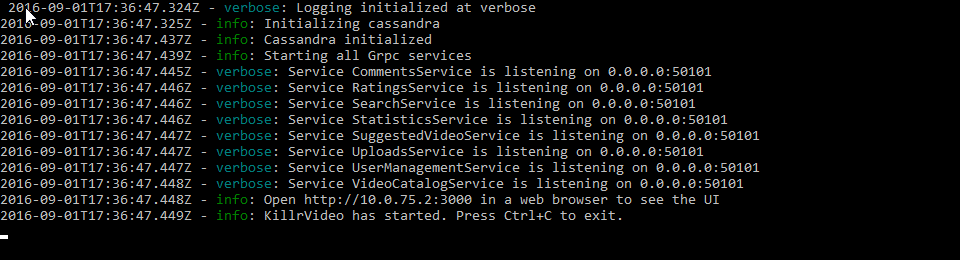 2016-09-01T17:36:47.324Z - verbose: Logging initialized at verbose
2016-09-01T17:36:47.325Z - info: Initializing cassandra
2016-09-01T17:36:47.437Z - info: Cassandra initialized
2016-09-01T17:36:47.439Z - info: Starting all Grpc services
2016-09-01T17:36:47.445Z - verbose: Service CommentsService is listening on 0.0.0.0:50101
2016-09-01T17:36:47.446Z - verbose: Service RatingsService is listening on 0.0.0.0:50101
2016-09-01T17:36:47.446Z - verbose: Service SearchService is listening on 0.0.0.0:50101
2016-09-01T17:36:47.446Z - verbose: Service StatisticsService is listening on 0.0.0.0:50101
2016-09-01T17:36:47.447Z - verbose: Service SuggestedVideoService is listening on 0.0.0.0:50101
2016-09-01T17:36:47.447Z - verbose: Service UploadsService is listening on 0.0.0.0:50101
2016-09-01T17:36:47.447Z - verbose: Service UserManagementService is listening on 0.0.0.0:50101
2016-09-01T17:36:47.448Z - verbose: Service VideoCatalogService is listening on 0.0.0.0:50101
2016-09-01T17:36:47.448Z - info: Open http://10.0.75.2:3000 in a web browser to see the UI
2016-09-01T17:36:47.449Z - info: KillrVideo has started. Press Ctrl+C to exit.